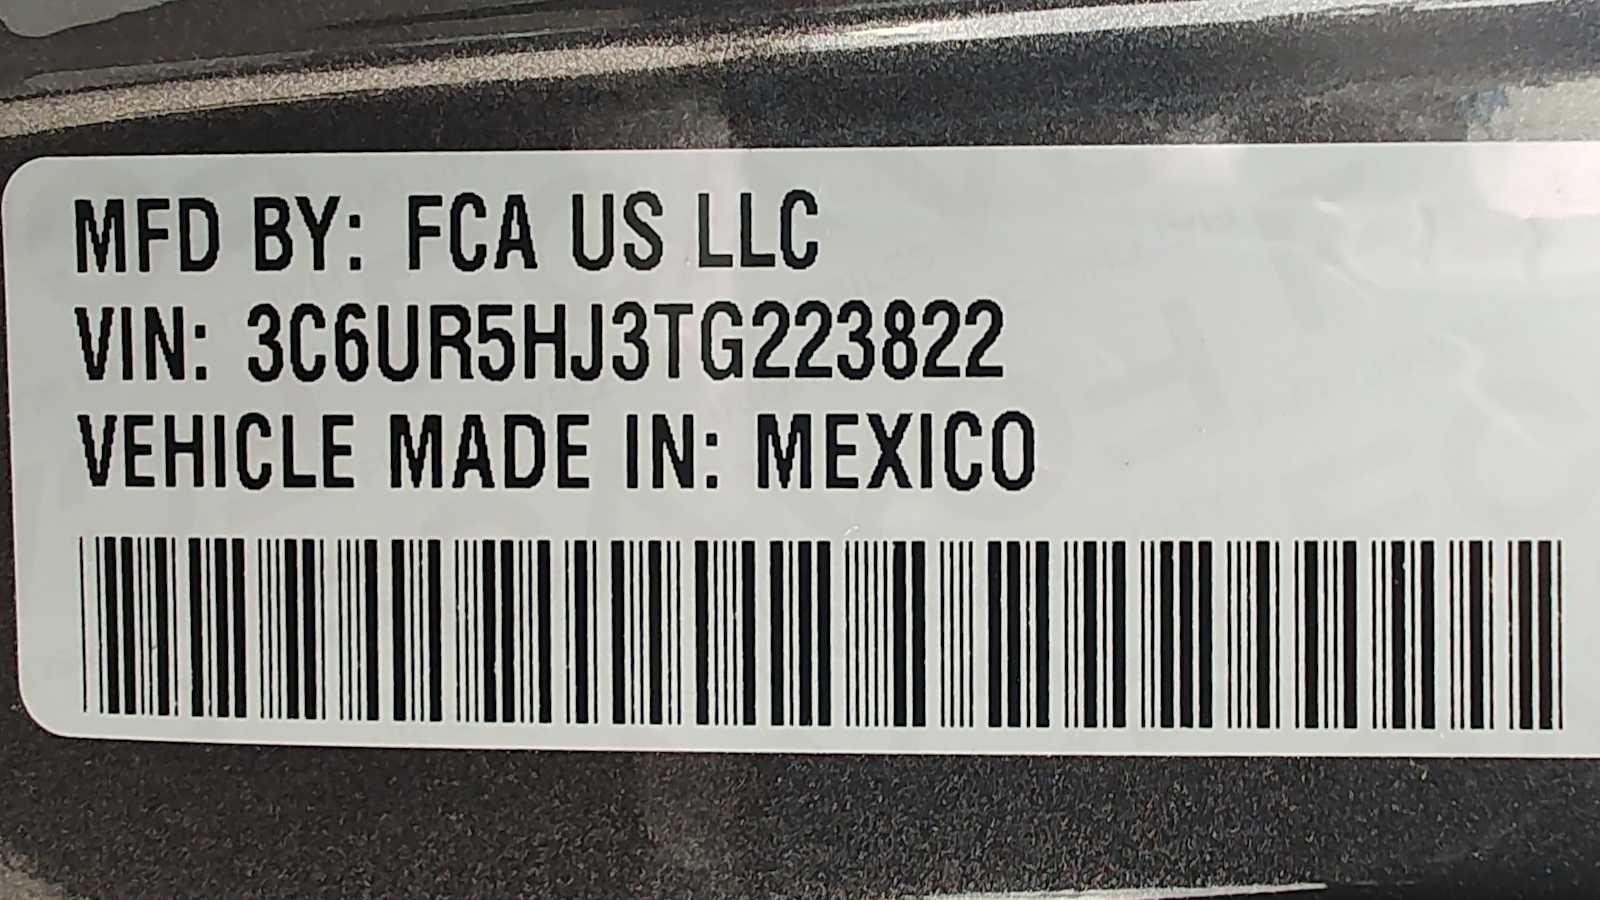 MFD BY: FCA US LLC
VIN: 3C6UR5HJ3TG223822
VEHICLE MADE IN: MEXICO